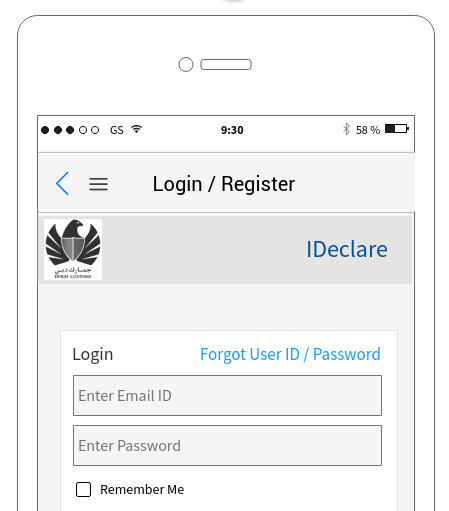 GS 9:30 58 %
Login / Register
جمارك دبي
DUBAI CUSTOMS
IDeclare
Login Forgot User ID / Password
Enter Email ID
Enter Password
Remember Me